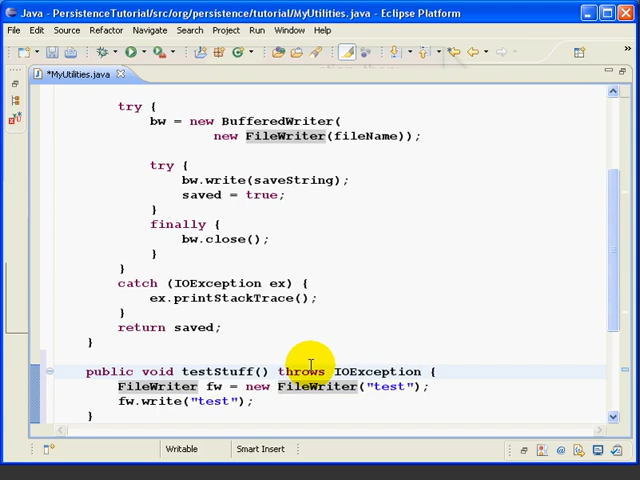 Java - PersistenceTutorial/src/org/persistence/tutorial/MyUtilities.java - Eclipse Platform
File Edit Source Refactor Navigate Search Project Run Window Help
*MyUtilities.java
try {
bw = new BufferedWriter(
new FileWriter(fileName));
try {
bw.write(saveString);
saved = true;
}
finally {
bw.close();
}
}
catch (IOException ex) {
ex.printStackTrace();
}
return saved;
}
public void testStuff() throws IOException {
FileWriter fw = new FileWriter("test");
fw.write("test");
}
Writable Smart Insert